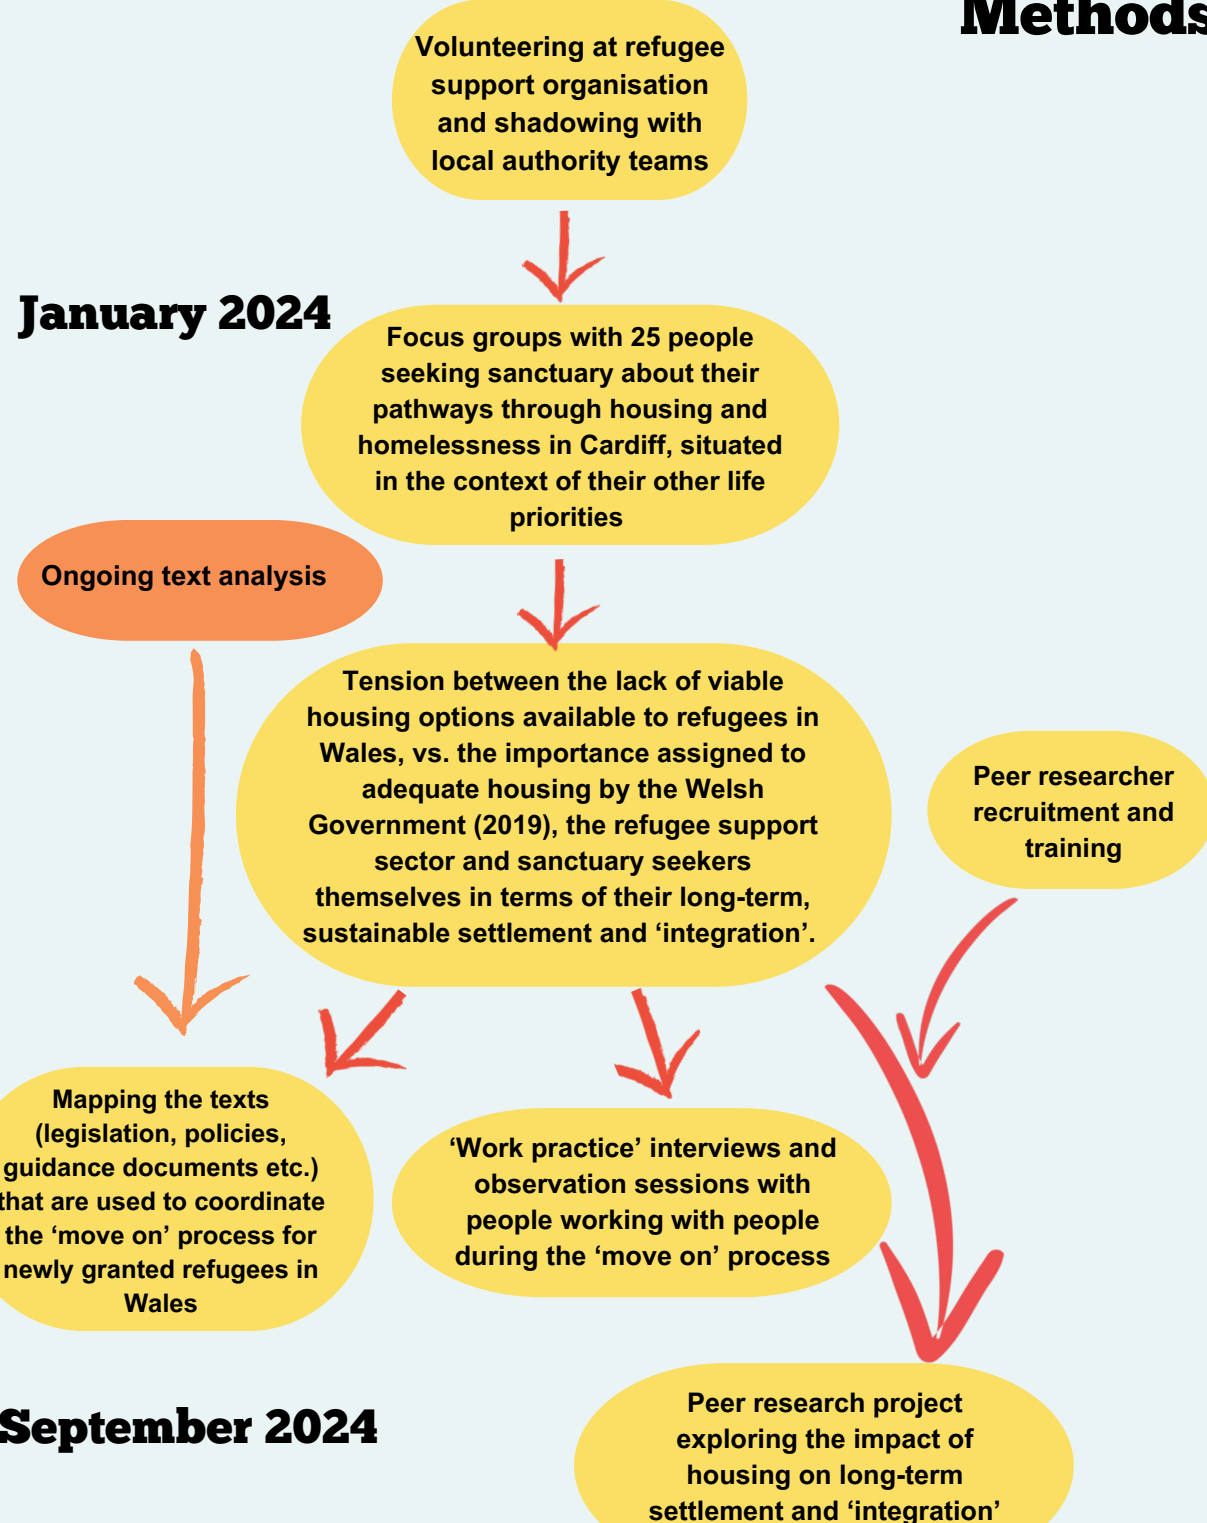 Methods
Volunteering at refugee
support organisation
and shadowing with
local authority teams
January 2024
Focus groups with 25 people
seeking sanctuary about their
pathways through housing and
homelessness in Cardiff, situated
in the context of their other life
priorities
Ongoing text analysis
Tension between the lack of viable
housing options available to refugees in
Wales, vs. the importance assigned to
adequate housing by the Welsh
Government (2019), the refugee support
sector and sanctuary seekers
themselves in terms of their long-term,
sustainable settlement and ‘integration’.
Peer researcher
recruitment and
training
Mapping the texts
(legislation, policies,
guidance documents etc.)
that are used to coordinate
the ‘move on’ process for
newly granted refugees in
Wales
‘Work practice’ interviews and
observation sessions with
people working with people
during the ‘move on’ process
September 2024
Peer research project
exploring the impact of
housing on long-term
settlement and ‘integration’